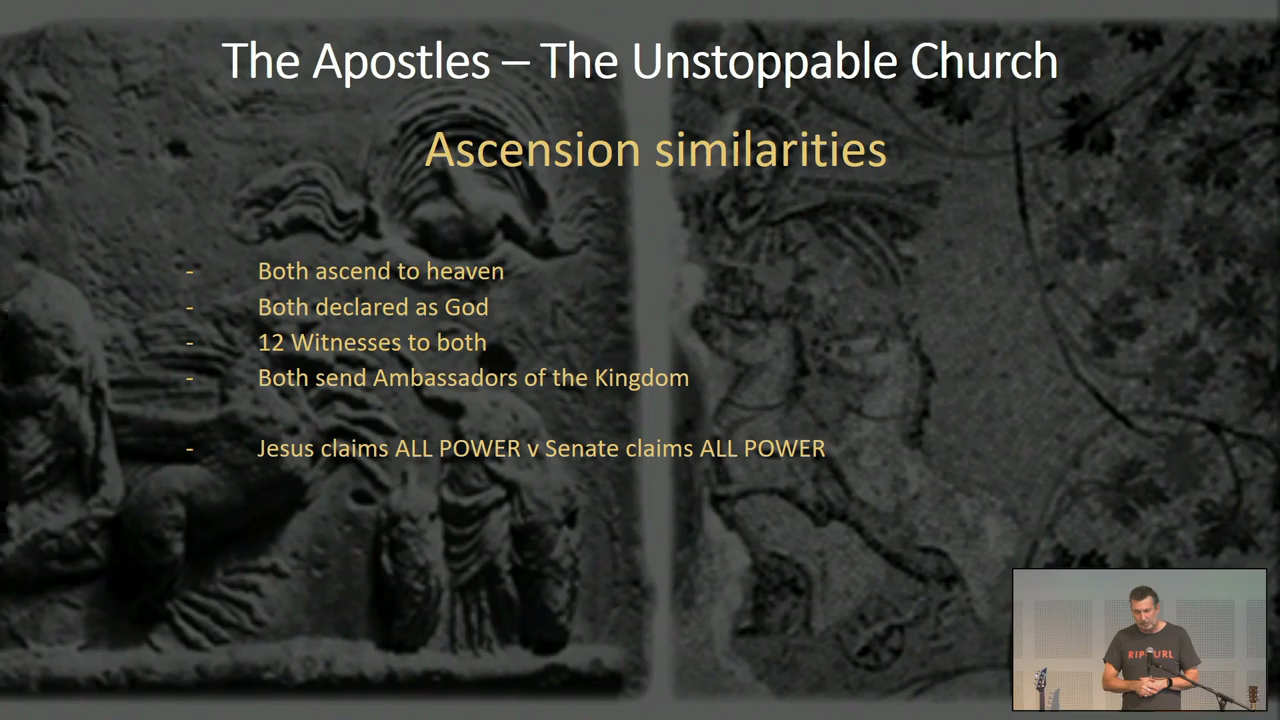 The Apostles – The Unstoppable Church
Ascension similarities
- Both ascend to heaven
- Both declared as God
- 12 Witnesses to both
- Both send Ambassadors of the Kingdom
- Jesus claims ALL POWER v Senate claims ALL POWER
RIP CURL